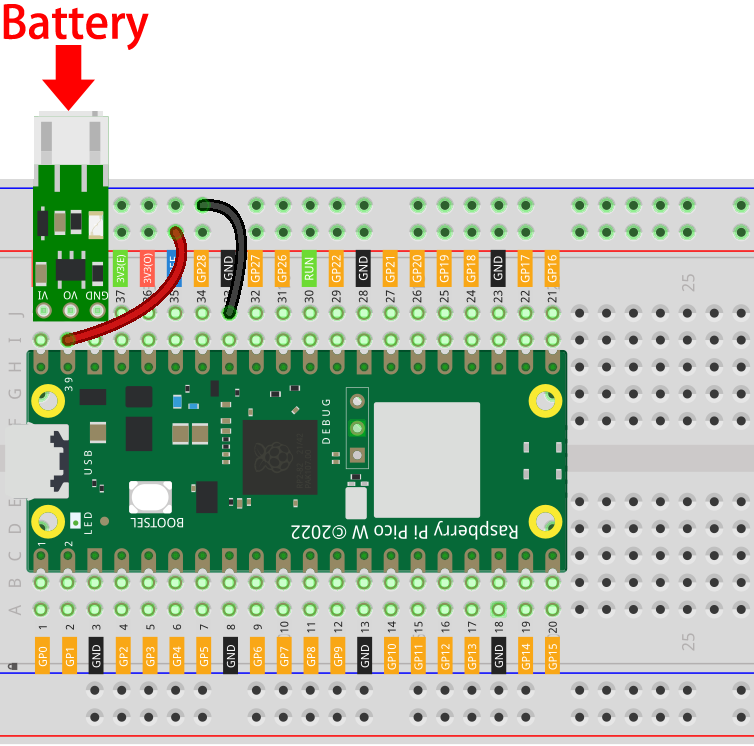 Battery
3V3(E)
3V3(O)
GP28
GND
GP27
GP26
RUN
GP22
GND
GP21
GP20
GP19
GP18
GND
GP17
GP16
VI
VO
GND
37
36
35
34
32
31
30
29
28
27
26
25
24
23
22
21
25
J
I
H
G
F
E
D
C
B
A
39
USB
DEBUG
BOOTSEL
LED
1
2
Raspberry Pi Pico W ©2022
1
2
3
4
5
6
7
8
9
10
11
12
13
14
15
16
17
18
19
20
25
GP0
GP1
GND
GP2
GP3
GP4
GP5
GND
GP6
GP7
GP8
GP9
GND
GP10
GP11
GP12
GP13
GND
GP14
GP15